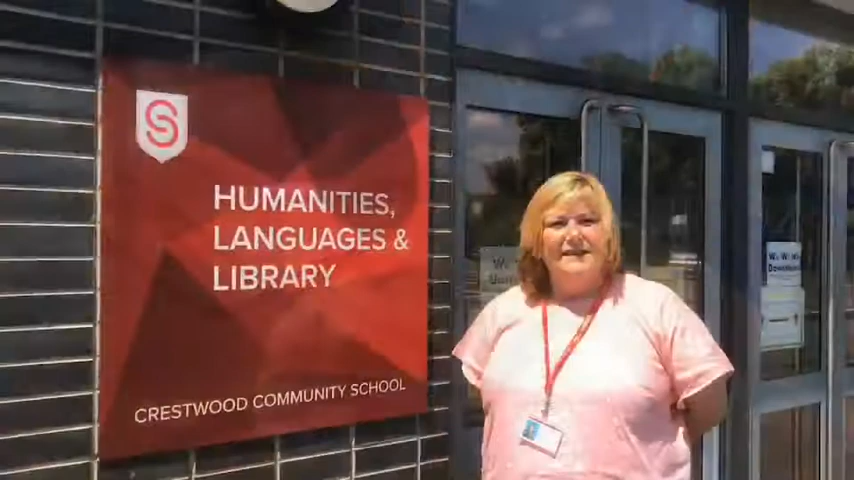 HUMANITIES,
LANGUAGES &
LIBRARY
CRESTWOOD COMMUNITY SCHOOL